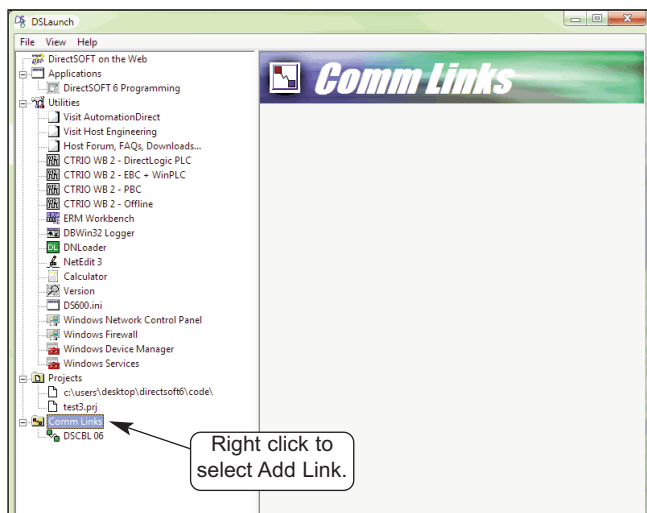 DSLaunch
File View Help
DirectSOFT on the Web
Applications
DirectSOFT 6 Programming
Utilities
Visit AutomationDirect
Visit Host Engineering
Host Forum, FAQs, Downloads...
CTRIO WB 2 - DirectLogic PLC
CTRIO WB 2 - EBC + WinPLC
CTRIO WB 2 - PBC
CTRIO WB 2 - Offline
ERM Workbench
DBWin32 Logger
DL DNLoader
NetEdit 3
Calculator
Version
DS600.ini
Windows Network Control Panel
Windows Firewall
Windows Device Manager
Windows Services
Projects
c:\users\desktop\directsoft6\code\
test3.prj
Comm Links
DSCBL 06
Comm Links
Right click to
select Add Link.